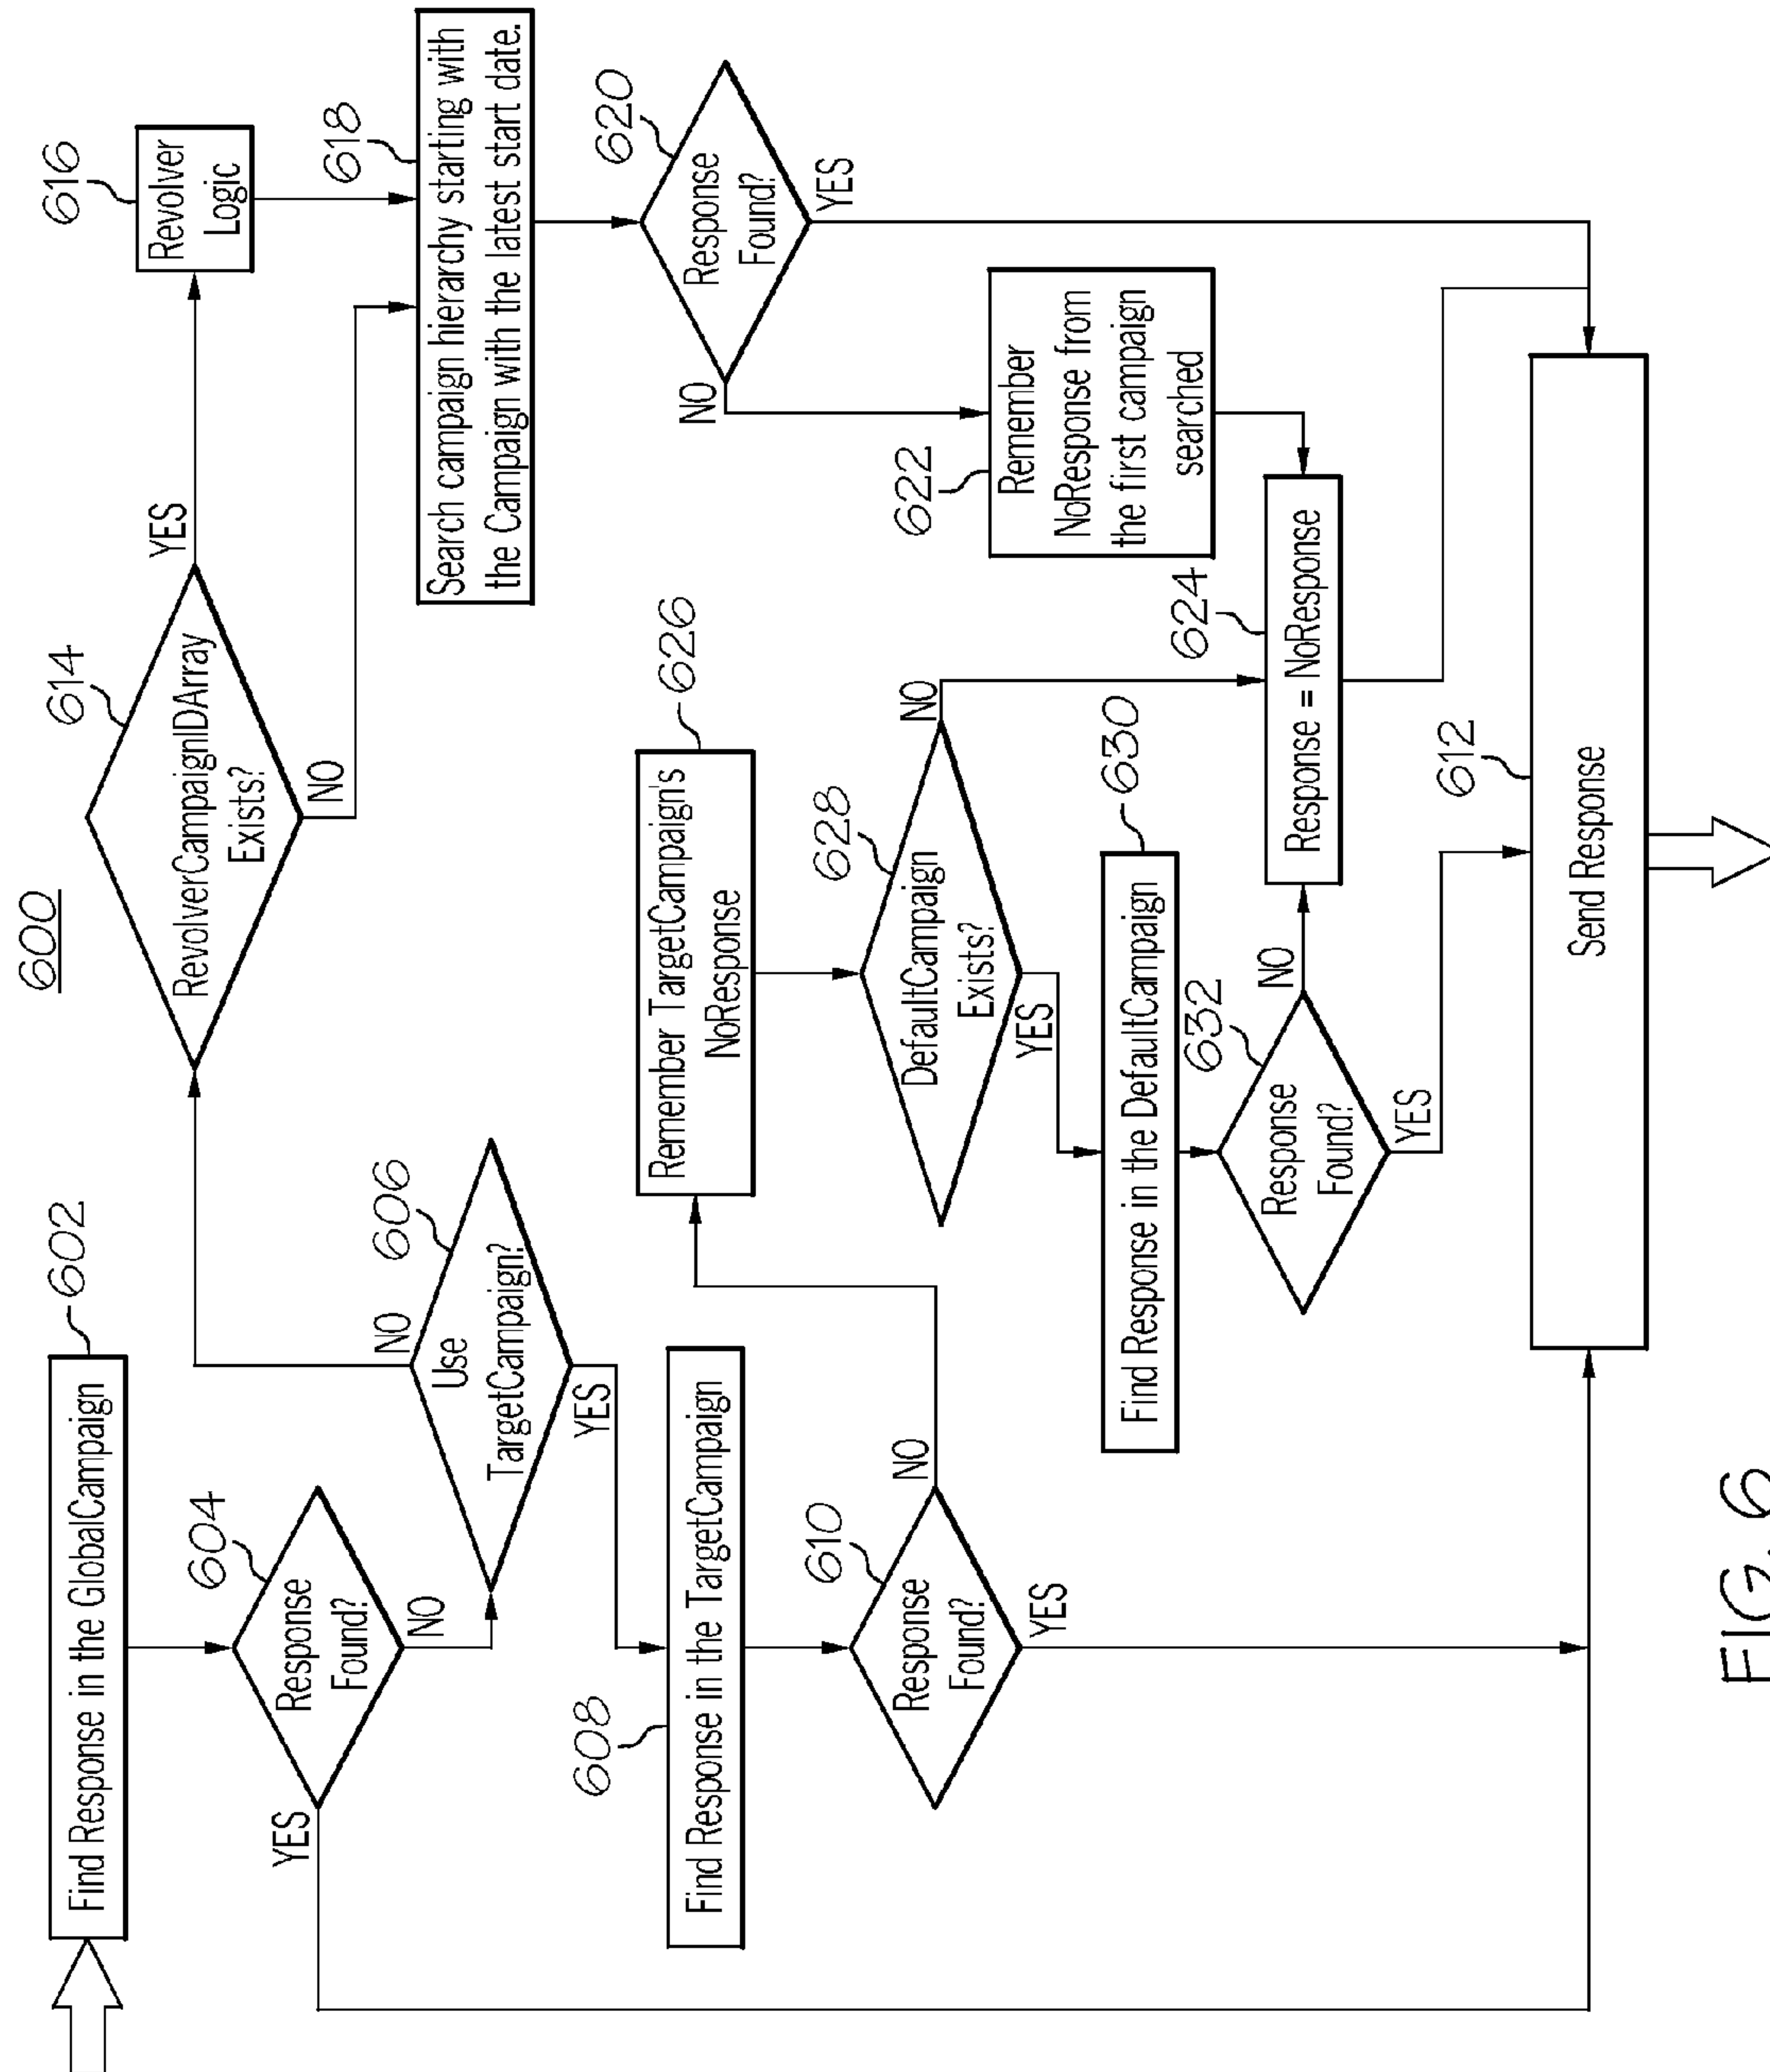 600
602
Find Response in the GlobalCampaign
604
Response
Found?
YES
NO
606
Use
TargetCampaign?
NO
YES
608
Find Response in the TargetCampaign
610
Response
Found?
NO
YES
614
RevolverCampaignIDArray
Exists?
YES
NO
616
Revolver
Logic
618
Search campaign hierarchy starting with
the Campaign with the latest start date.
620
Response
Found?
NO
YES
622
Remember
NoResponse from
the first campaign
searched
626
Remember TargetCampaign's
NoResponse
628
DefaultCampaign
Exists?
NO
YES
630
Find Response in the DefaultCampaign
632
Response
Found?
NO
YES
624
Response = NoResponse
612
Send Response
FIG. 6